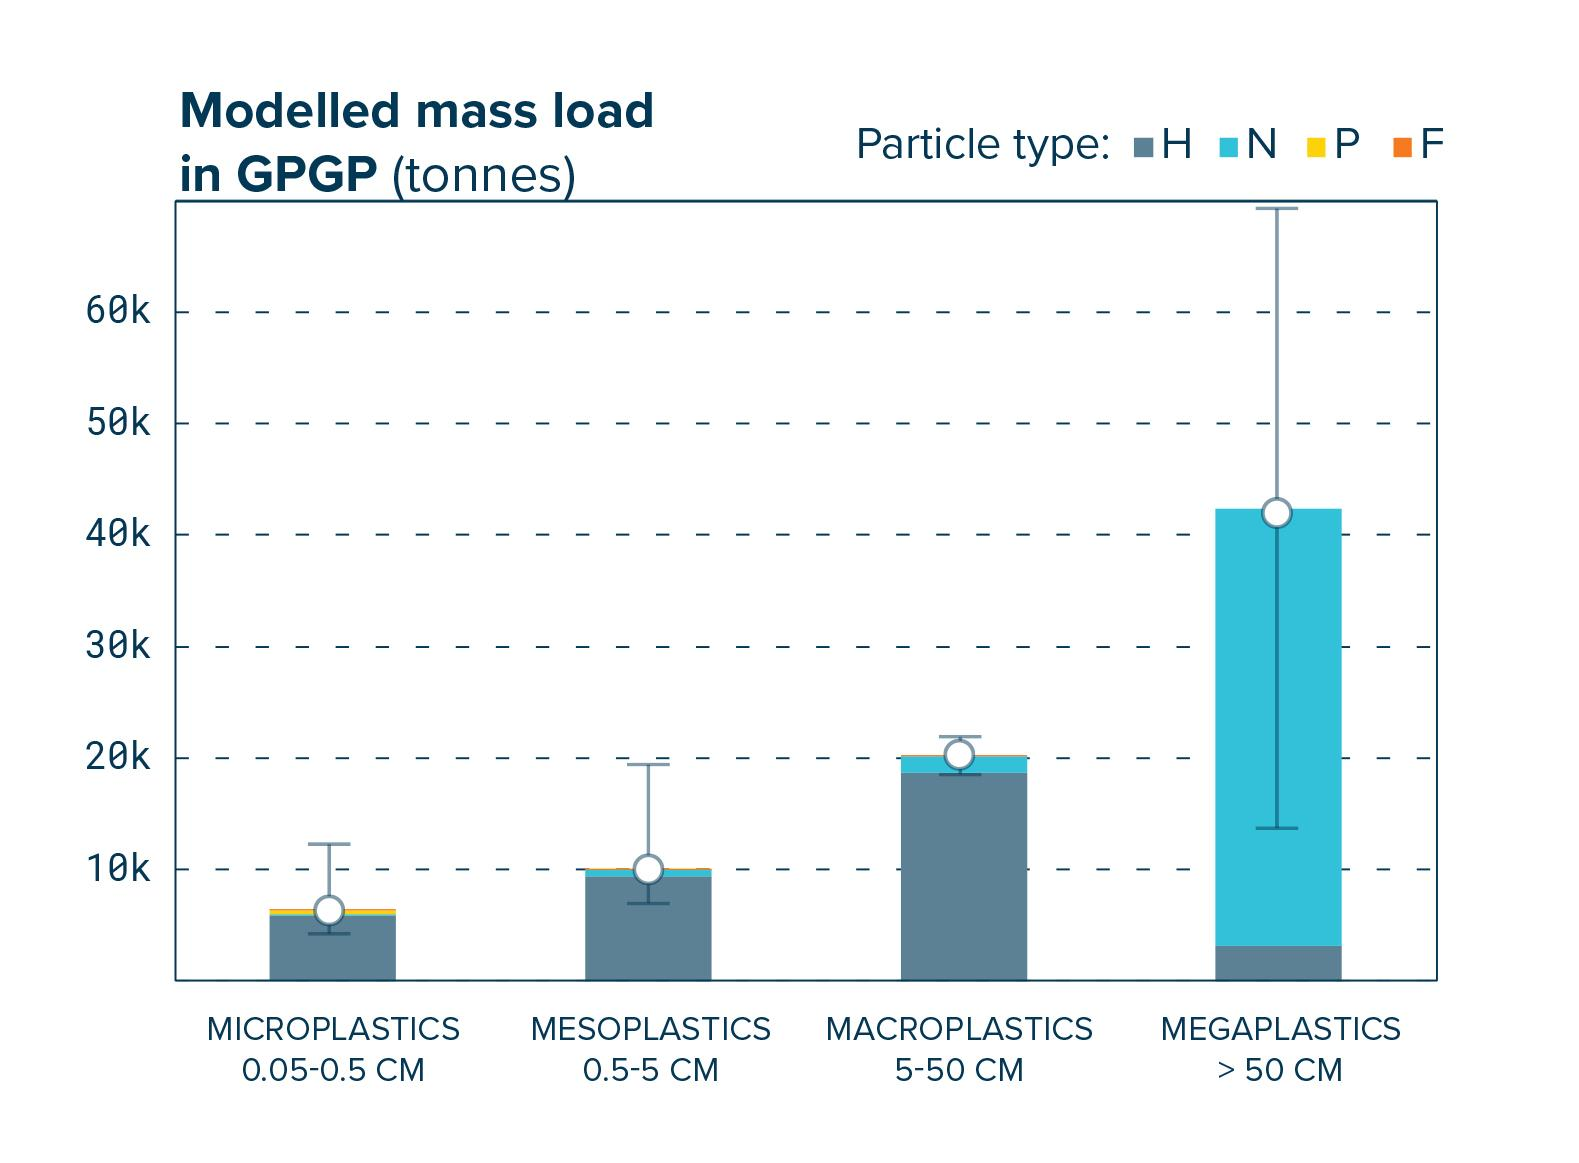 Modelled mass load
in GPGP (tonnes)
Particle type: H N P F
60k
50k
40k
30k
20k
10k
MICROPLASTICS
0.05-0.5 CM
MESOPLASTICS
0.5-5 CM
MACROPLASTICS
5-50 CM
MEGAPLASTICS
> 50 CM